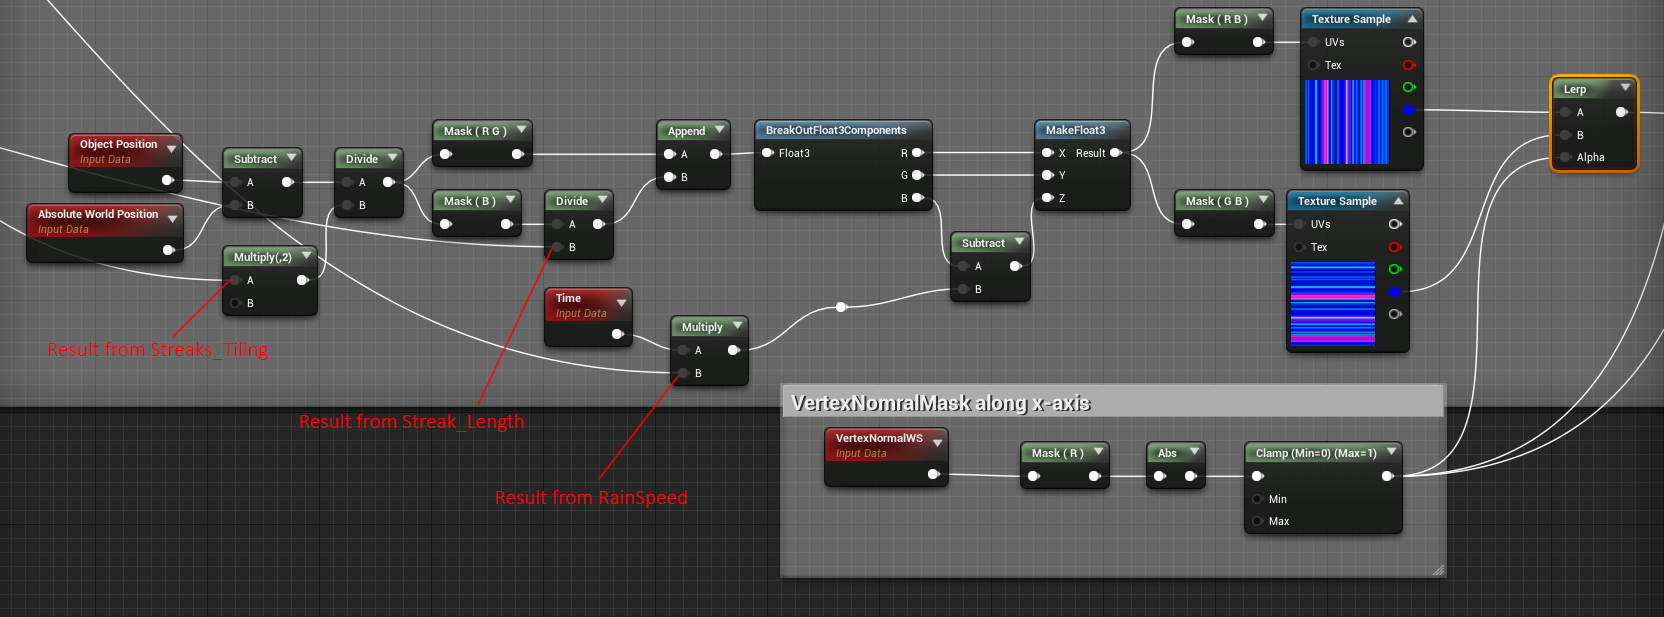 Mask ( R B )
Texture Sample
UVs
Tex
Lerp
A
B
Alpha
Object Position
Input Data
Subtract
A
B
Divide
A
B
Mask ( R G )
Append
A
B
BreakOutFloat3Components
Float3
R
G
B
MakeFloat3
X Result
Y
Z
Absolute World Position
Input Data
Mask ( B )
Divide
A
B
Mask ( G B )
Texture Sample
UVs
Tex
Multiply(,2)
A
B
Subtract
A
B
Time
Input Data
Multiply
A
B
Result from Streaks_Tiling
Result from Streak_Length
Result from RainSpeed
VertexNomralMask along x-axis
VertexNormalWS
Input Data
Mask ( R )
Abs
Clamp (Min=0) (Max=1)
Min
Max